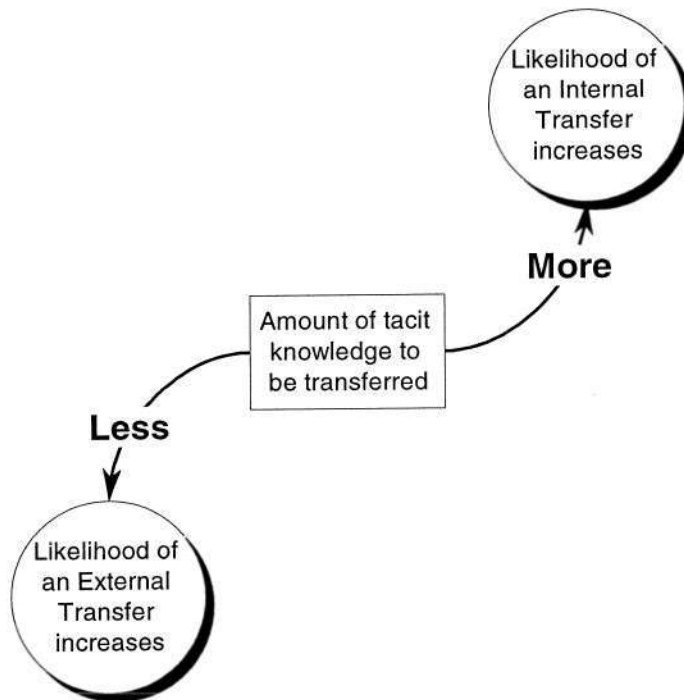 Likelihood of
an Internal
Transfer
increases
More
Amount of tacit
knowledge to
be transferred
Less
Likelihood of
an External
Transfer
increases